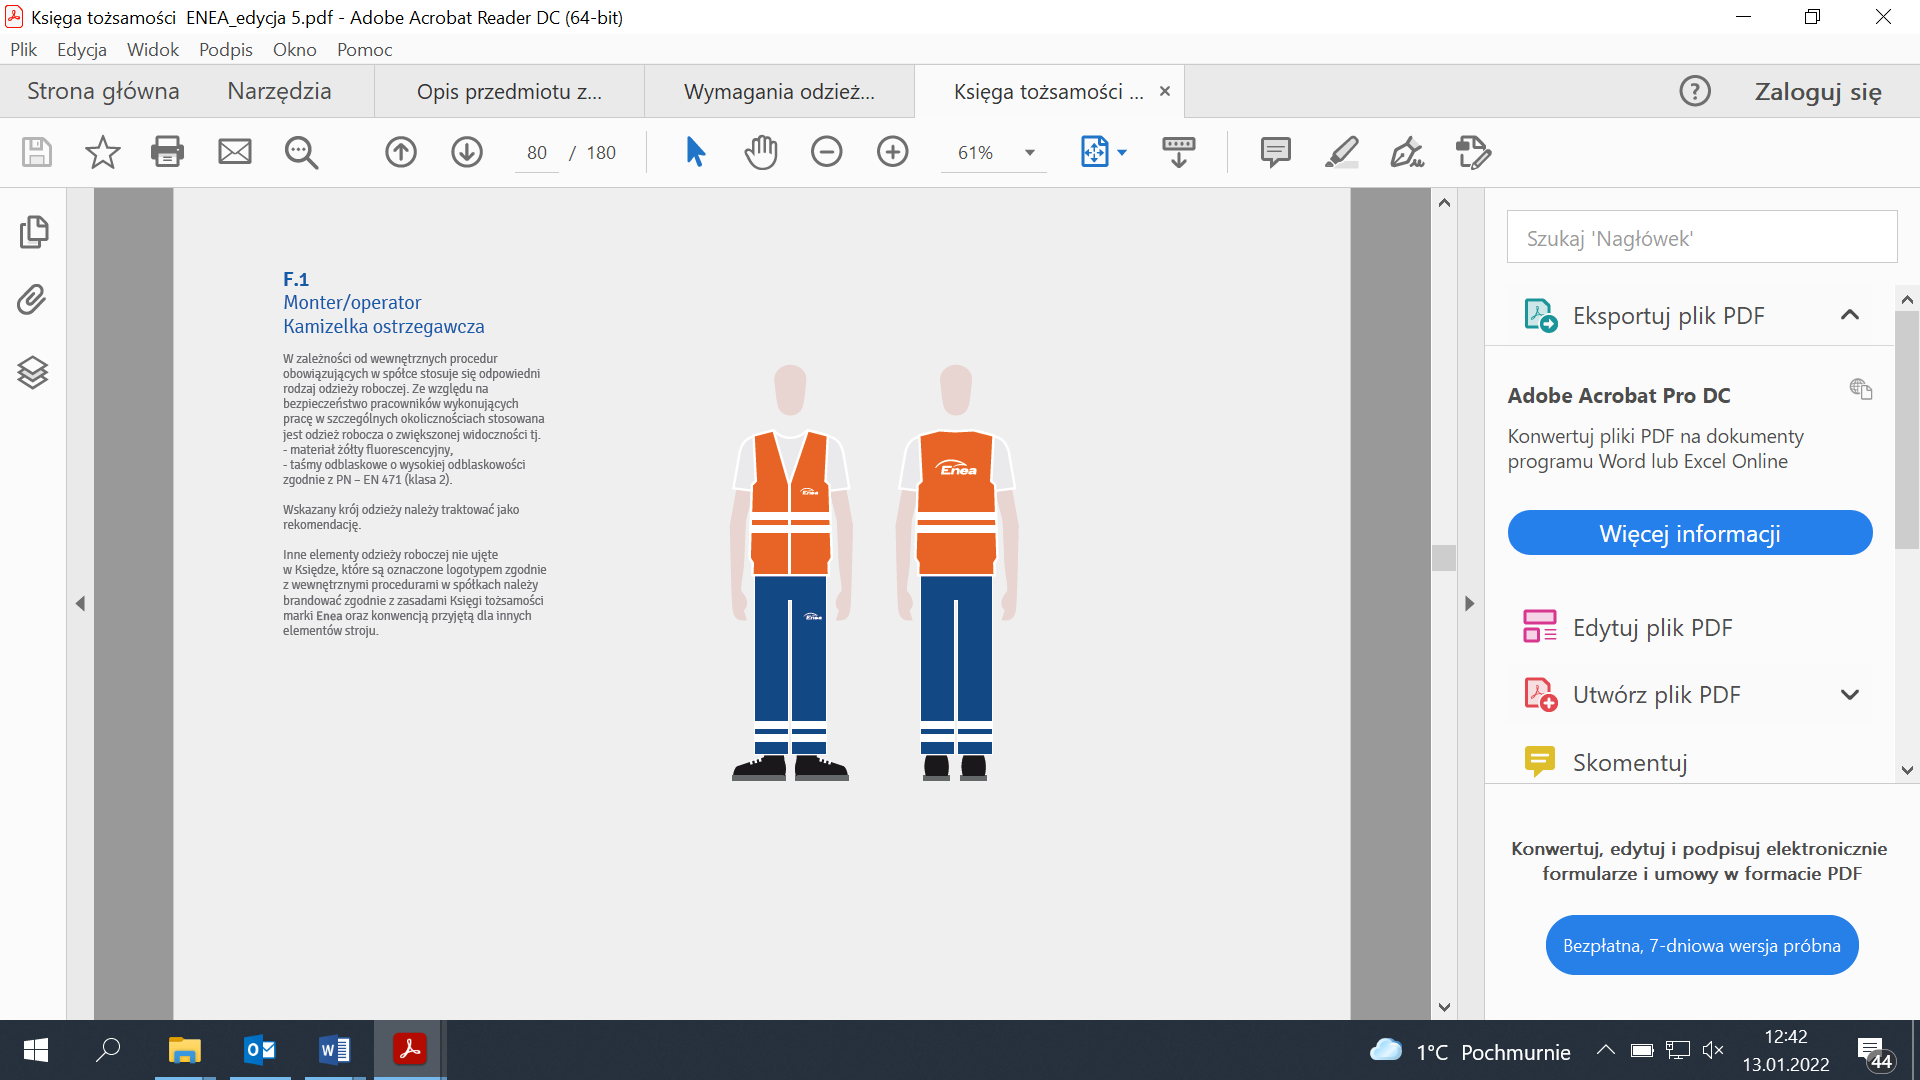 Księga tożsamości  ENEA_edycja 5.pdf - Adobe Acrobat Reader DC (64-bit)
Plik Edycja Widok Podpis Okno Pomoc
Strona główna Narzędzia Opis przedmiotu z... Wymagania odzież... Księga tożsamości ... Zaloguj się
80 / 180 61%
Szukaj 'Nagłówek'
F.1
Monter/operator
Kamizelka ostrzegawcza
W zależności od wewnętrznych procedur
obowiązujących w spółce stosuje się odpowiedni
rodzaj odzieży roboczej. Ze względu na
bezpieczeństwo pracowników wykonujących
pracę w szczególnych okolicznościach stosowana
jest odzież robocza o zwiększonej widoczności tj.
- materiał żółty fluorescencyjny,
- taśmy odblaskowe o wysokiej odblaskowości
zgodnie z PN – EN 471 (klasa 2).
Wskazany krój odzieży należy traktować jako
rekomendację.
Inne elementy odzieży roboczej nie ujęte
w Księdze, które są oznaczone logotypem zgodnie
z wewnętrznymi procedurami w spółkach należy
brandować zgodnie z zasadami Księgi tożsamości
marki Enea oraz konwencją przyjętą dla innych
elementów stroju.
Enea
Enea
Enea
Eksportuj plik PDF
Adobe Acrobat Pro DC
Konwertuj pliki PDF na dokumenty
programu Word lub Excel Online
Więcej informacji
Edytuj plik PDF
Utwórz plik PDF
Skomentuj
Konwertuj, edytuj i podpisuj elektronicznie
formularze i umowy w formacie PDF
Bezpłatna, 7-dniowa wersja próbna
1°C Pochmurnie
12:42
13.01.2022
44